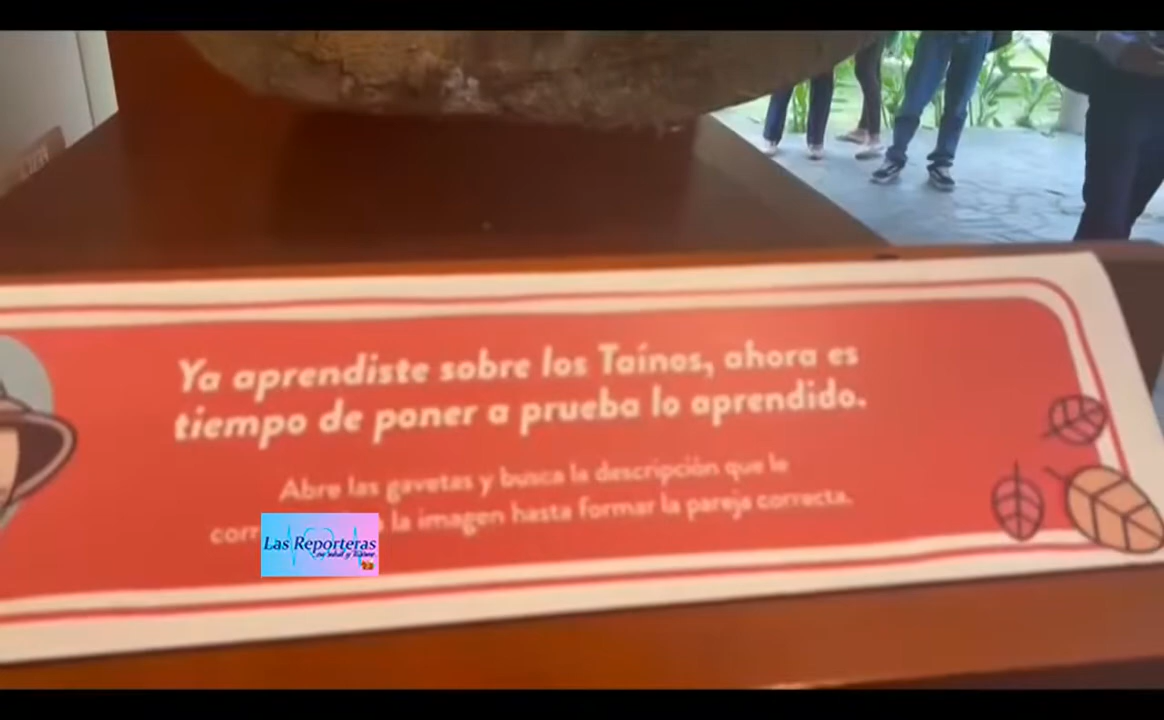 Ya aprendiste sobre los Taínos, ahora es
tiempo de poner a prueba lo aprendido.
Abre las gavetas y busca la descripción que le
la imagen hasta formar la pareja correcta.
Las Reporteras